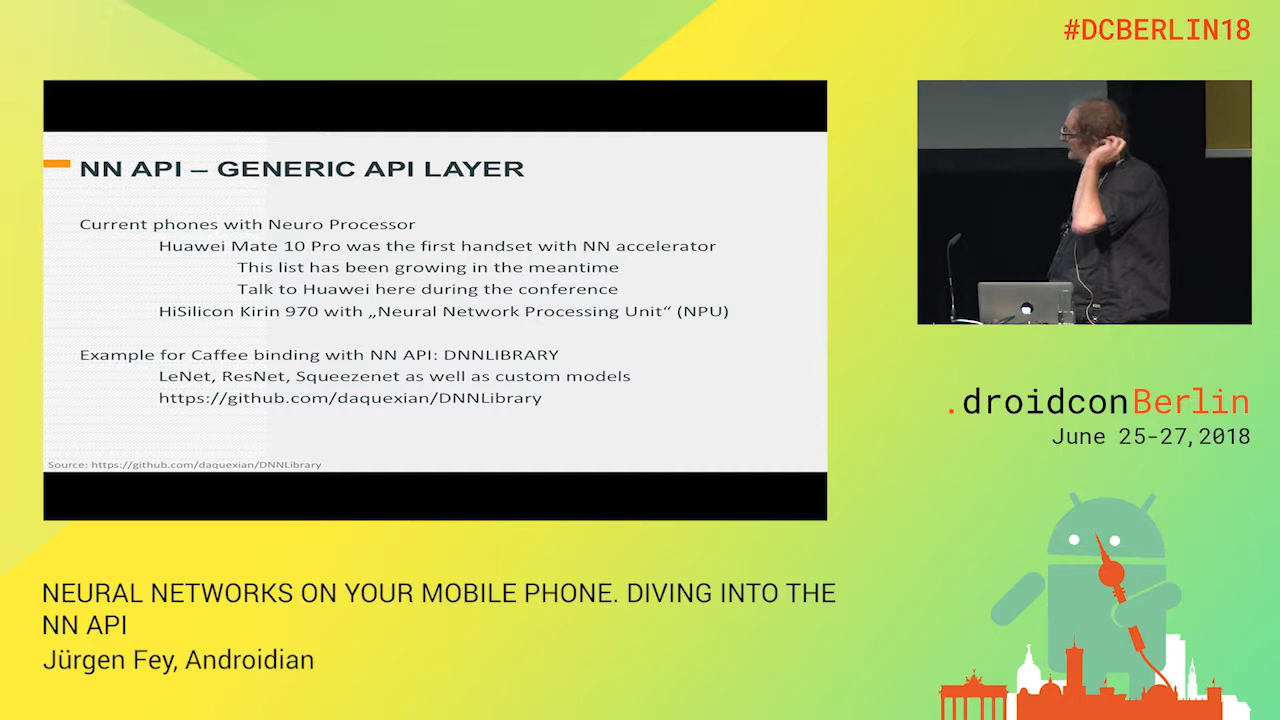 #DCBERLIN18
NN API – GENERIC API LAYER
Current phones with Neuro Processor
Huawei Mate 10 Pro was the first handset with NN accelerator
This list has been growing in the meantime
Talk to Huawei here during the conference
HiSilicon Kirin 970 with „Neural Network Processing Unit“ (NPU)
Example for Caffee binding with NN API: DNNLIBRARY
LeNet, ResNet, Squeezenet as well as custom models
https://github.com/daquexian/DNNLibrary
Source: https://github.com/daquexian/DNNLibrary
.droidconBerlin
June 25-27,2018
NEURAL NETWORKS ON YOUR MOBILE PHONE. DIVING INTO THE
NN API
Jürgen Fey, Androidian